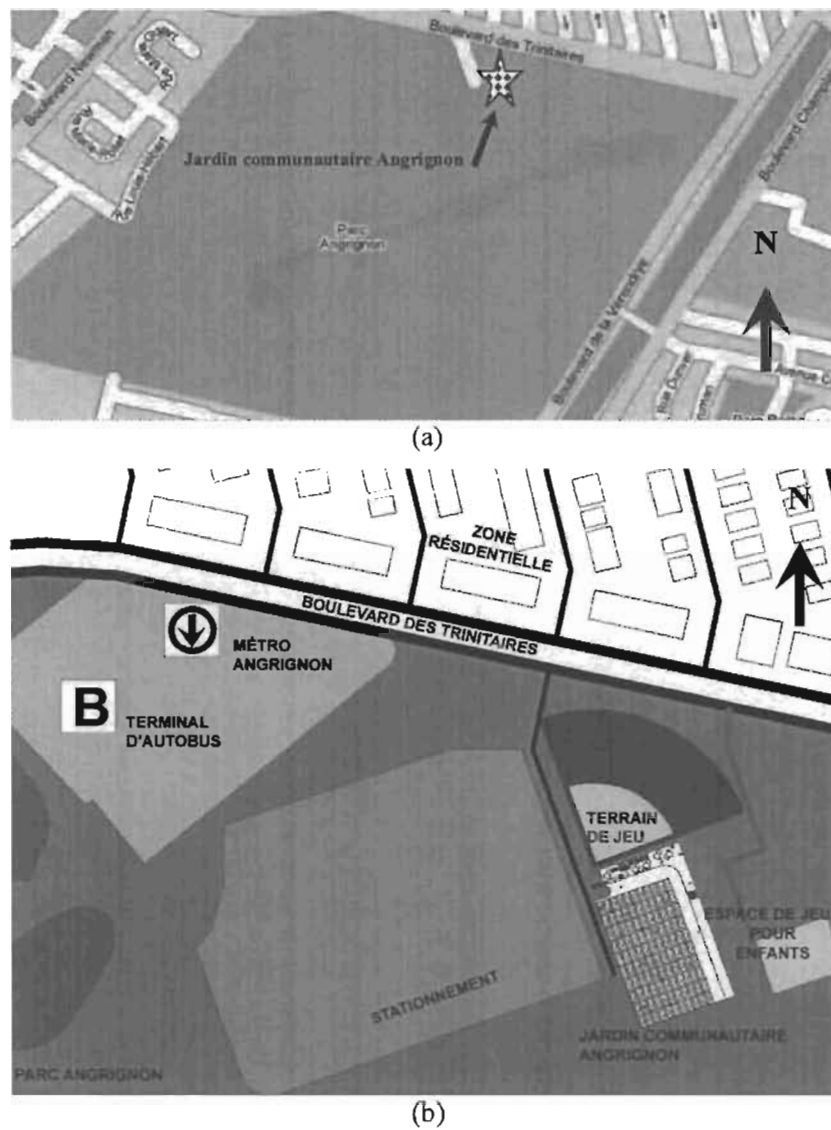 Boulevard des Trinitaires
Boulevard Newman
Jardin communautaire Angrignon
Parc
Angrignon
Boulevard de la Vérendrye
N
(a)
N
ZONE
RÉSIDENTIELLE
BOULEVARD DES TRINITAIRES
MÉTRO
ANGRIGNON
B
TERMINAL
D'AUTOBUS
TERRAIN
DE JEU
ESPACE DE JEU
POUR
ENFANTS
STATIONNEMENT
JARDIN COMMUNAUTAIRE
ANGRIGNON
PARC ANGRIGNON
(b)